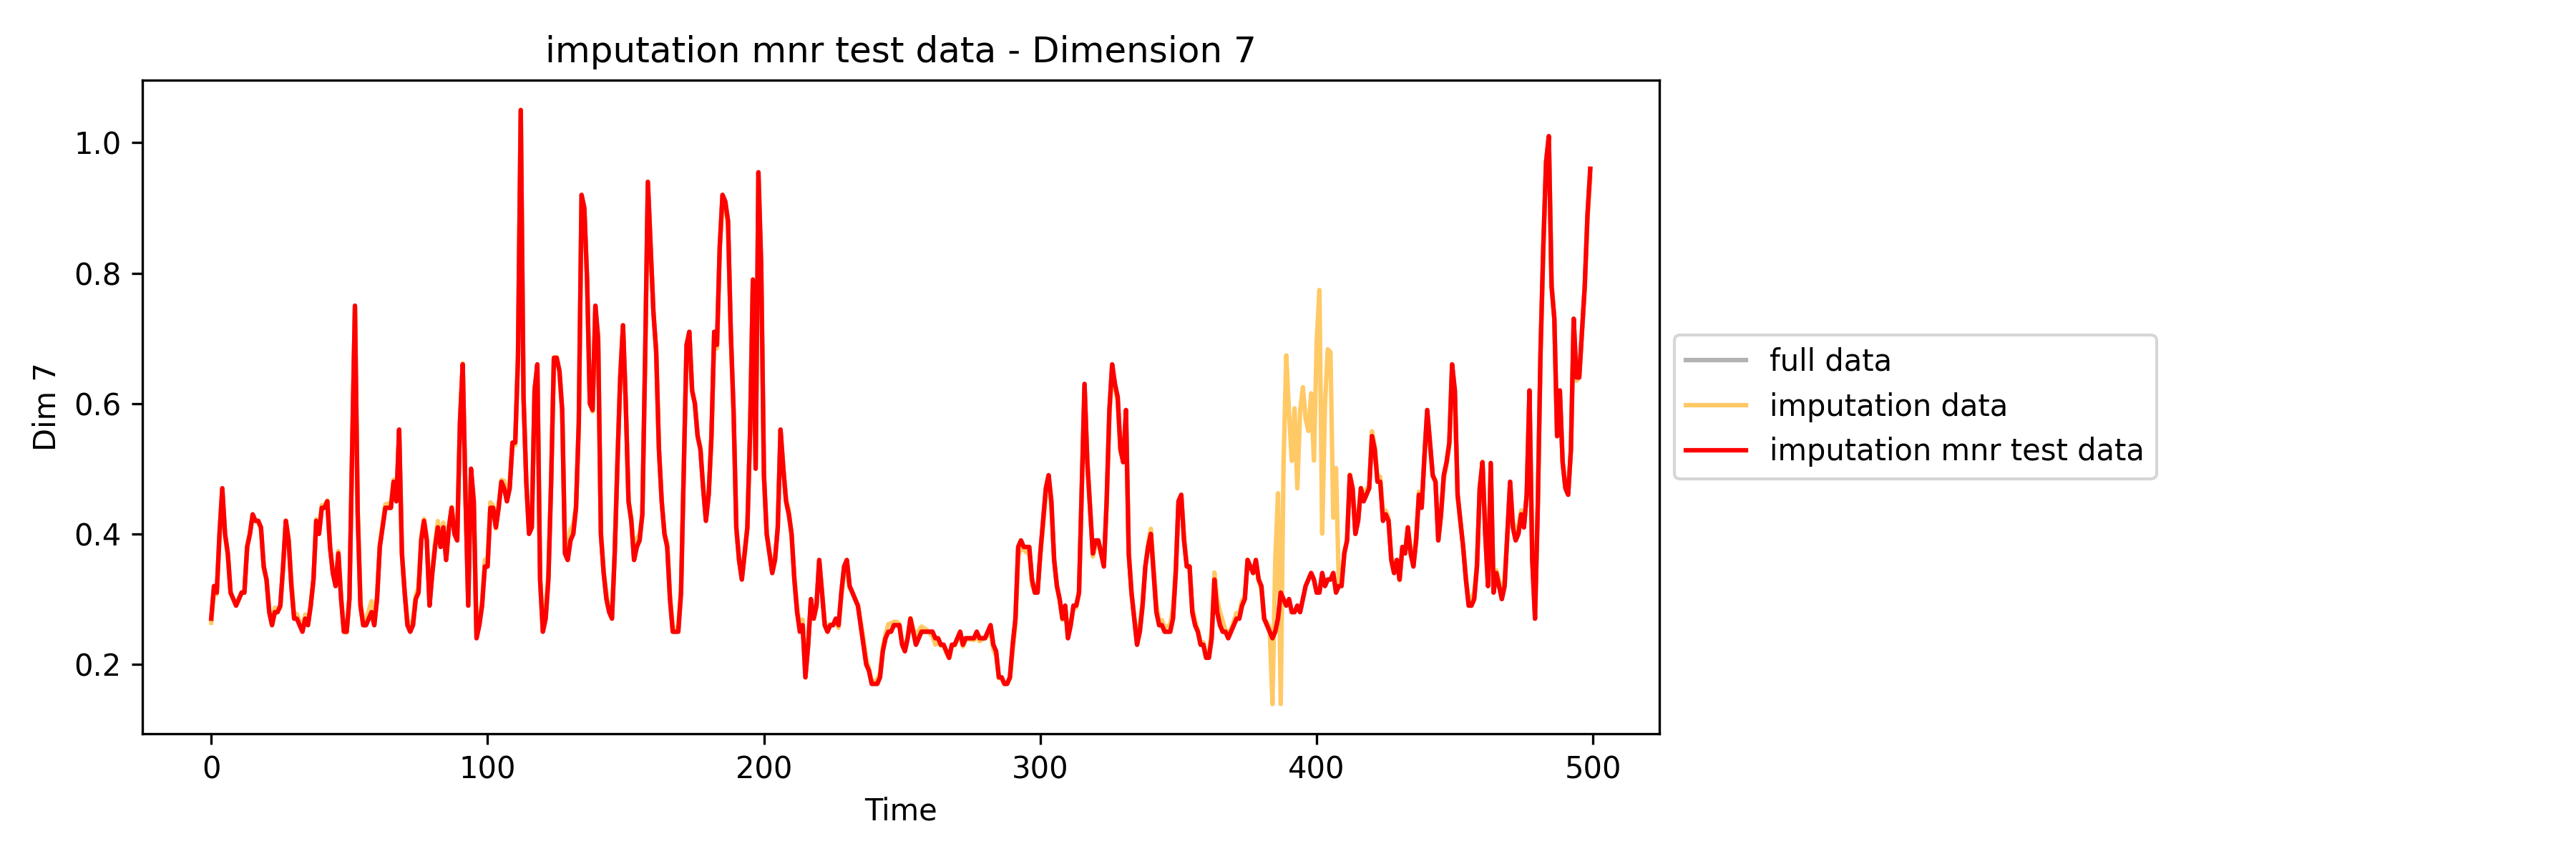 imputation mnr test data - Dimension 7
1.0
0.8
0.6
0.4
0.2
Dim 7
0 100 200 300 400 500
Time
full data
imputation data
imputation mnr test data